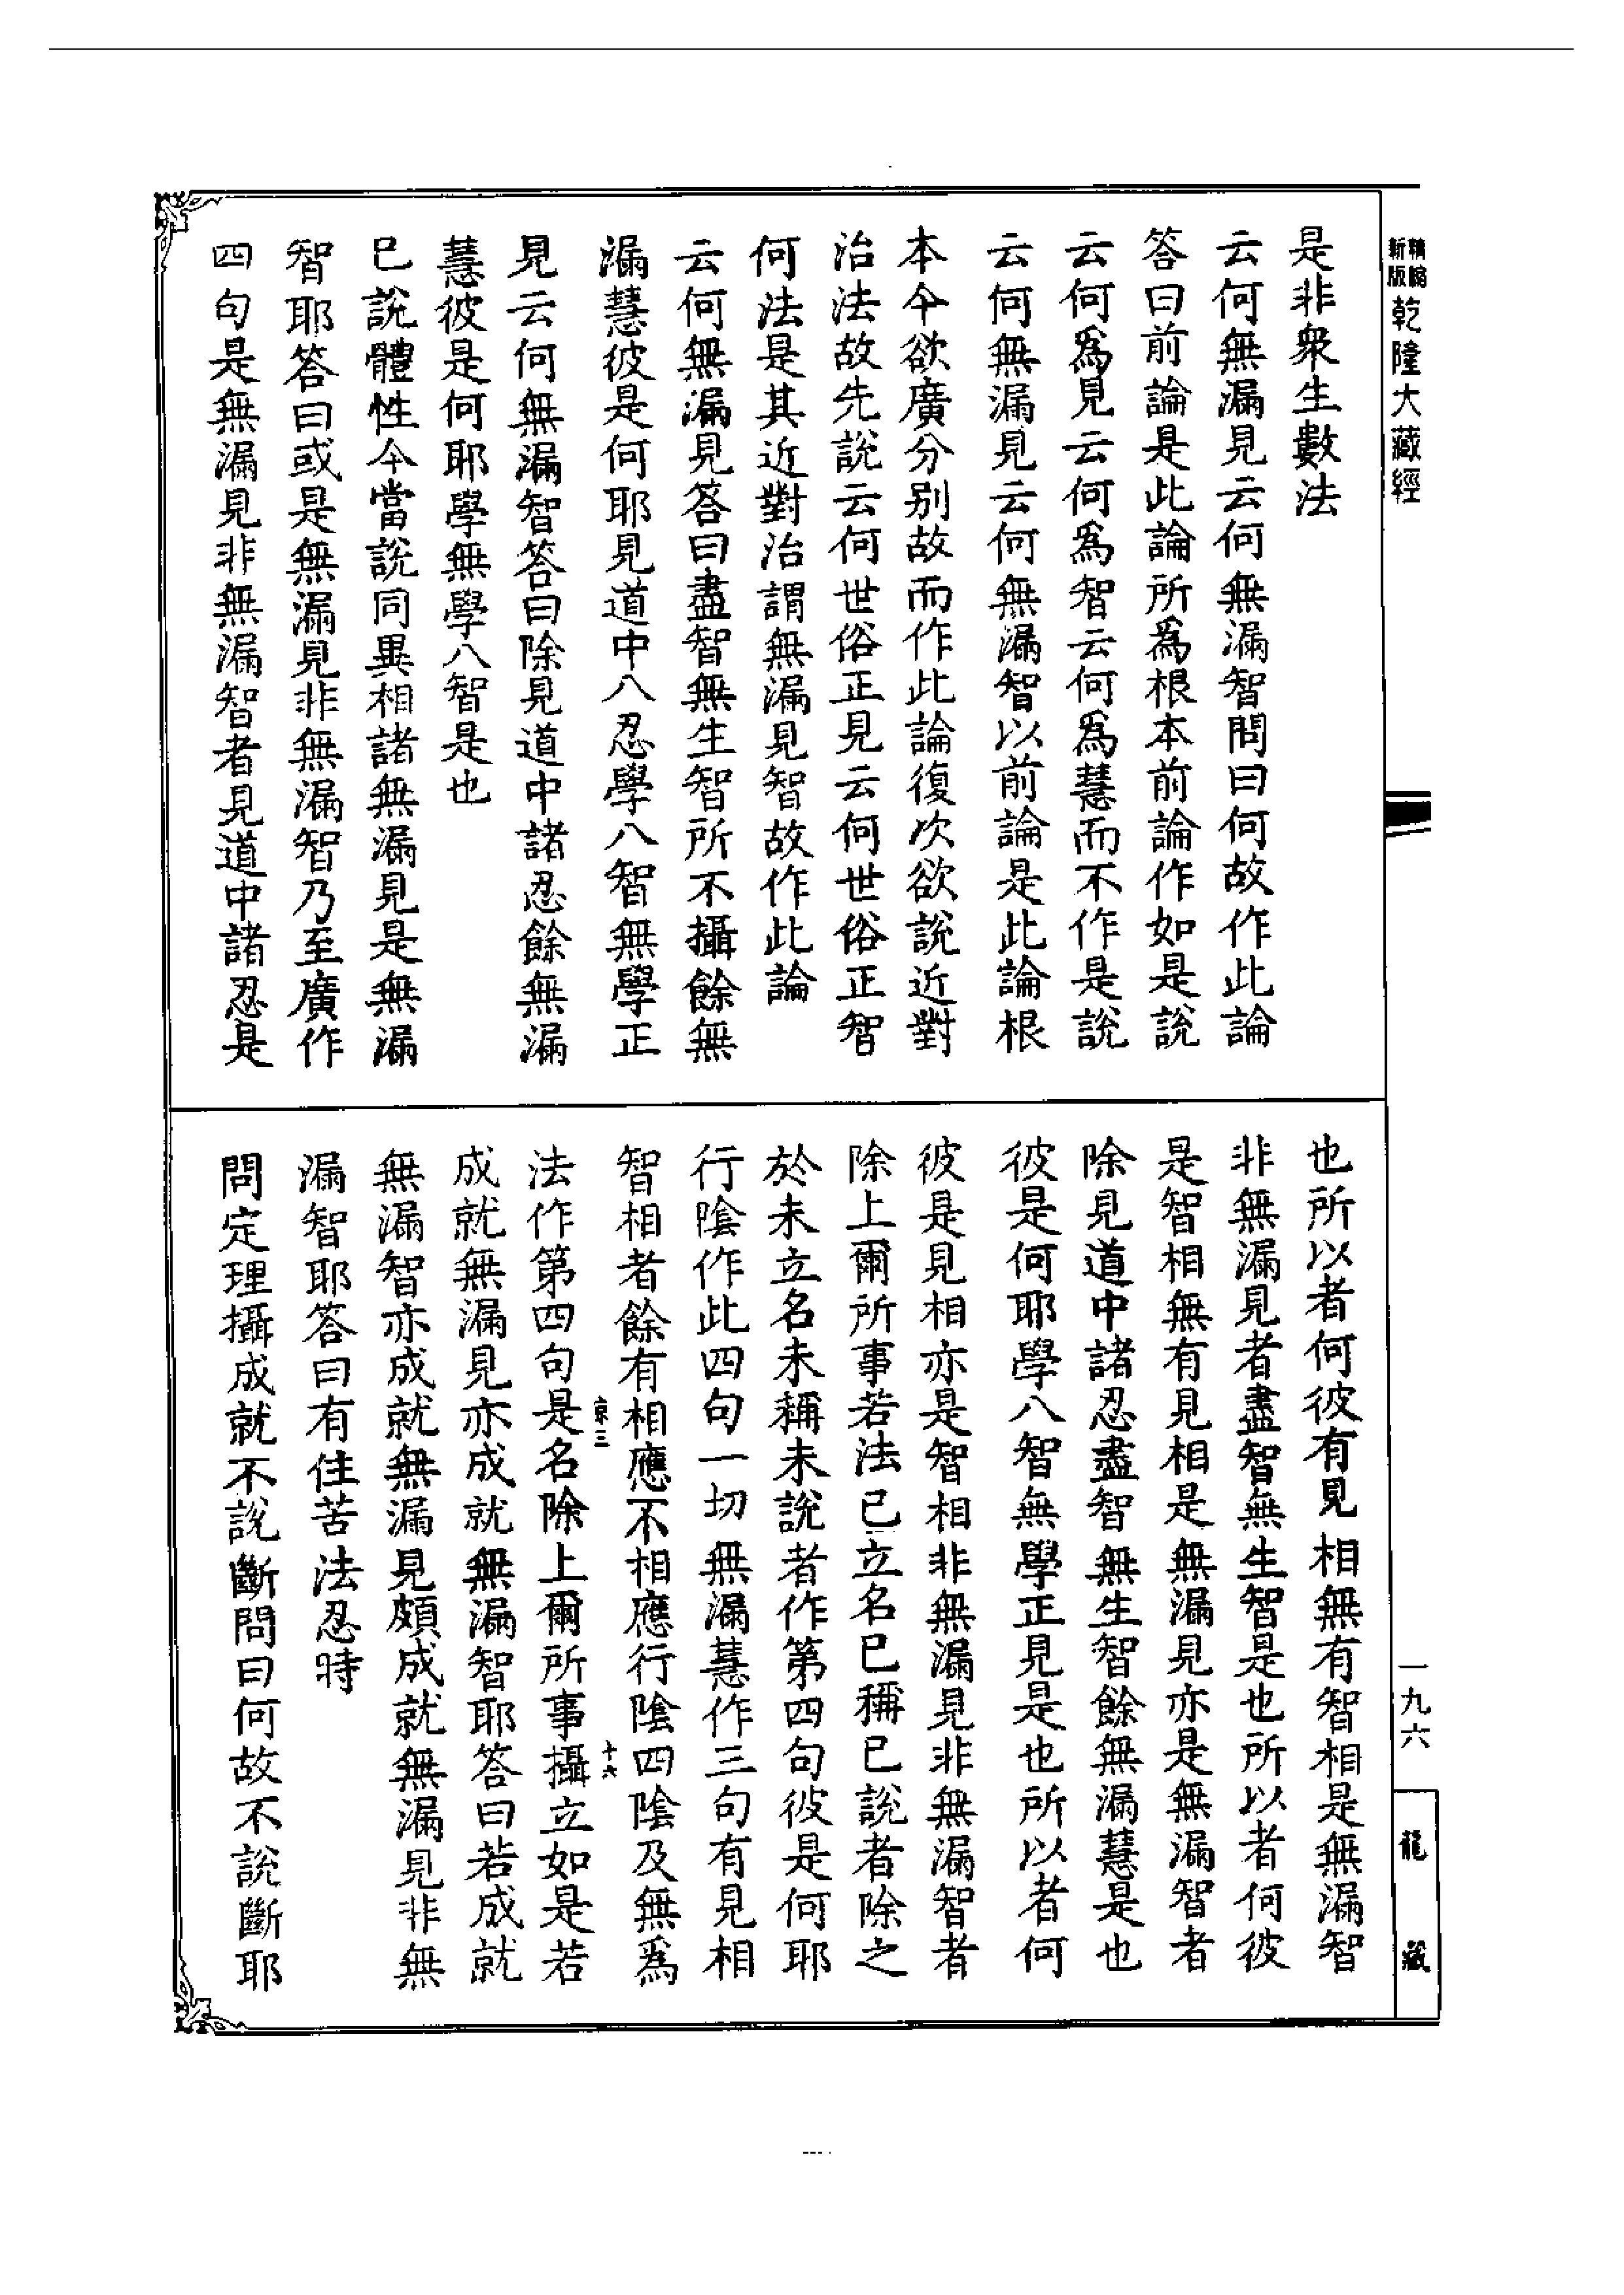 精縮新版乾隆大藏經
是非衆生數法
云何無漏見云何無漏智問曰何故作此論
答曰前論是此論所爲根本前論作如是說
云何爲見云何爲智云何爲慧而不作是說
云何無漏見云何無漏智以前論是此論根
本今欲廣分別故而作此論復次欲說近對
治法故先說云何世俗正見云何世俗正智
何法是其近對治謂無漏見智故作此論
云何無漏見答曰盡智無生智所不攝餘無
漏慧彼是何耶見道中八忍學八智無學正
見云何無漏智答曰除見道中諸忍餘無漏
慧彼是何耶學無學八智是也
已說體性今當說同異相諸無漏見是無漏
智耶答曰或是無漏見非無漏智乃至廣作
四句是無漏見非無漏智者見道中諸忍是
也所以者何彼有見相無有智相是無漏智
非無漏見者盡智無生智是也所以者何彼
是智相無有見相是無漏見亦是無漏智者
除見道中諸忍盡智無生智餘無漏慧是也
彼是何耶學八智無學正見是也所以者何
彼是見相亦是智相非無漏見非無漏智者
除上爾所事若法已立名已稱已說者除之
於未立名未稱未說者作第四句彼是何耶
行陰作此四句一切無漏慧作三句有見相
智相者餘有相應不相應行陰四陰及無爲
法作第四句是名除上爾所事攝立如是若
成就無漏見亦成就無漏智耶答曰若成就
無漏智亦成就無漏見頗成就無漏見非無
漏智耶答曰有住苦法忍時
問定理攝成就不說斷問曰何故不說斷耶
十六
一九六
龍藏